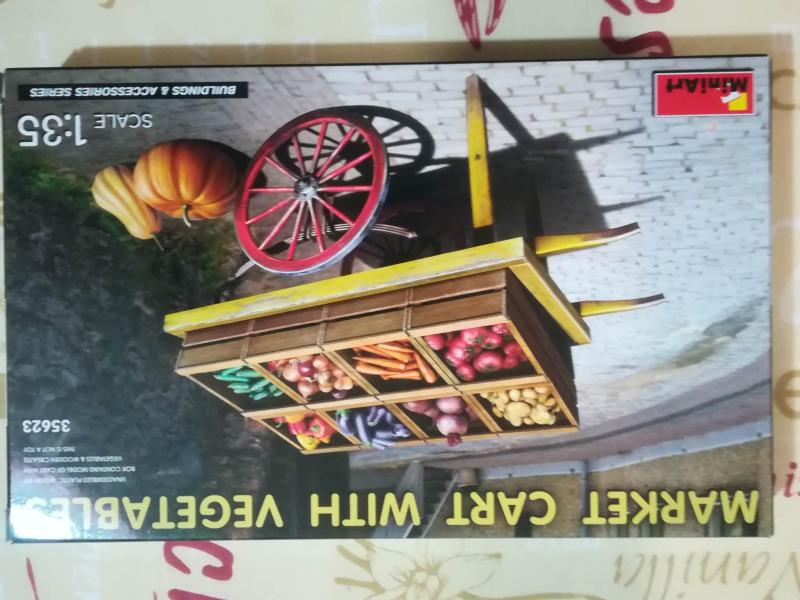 MARKET CART WITH VEGETABLES
UNASSEMBLED PLASTIC MODEL KIT
BOX CONTAINS MODEL OF CART WITH
VEGETABLES & WOODEN CRATES
THIS IS NOT A TOY
35623
SCALE 1:35
BUILDINGS & ACCESSORIES SERIES
MiniArt
Vanilla